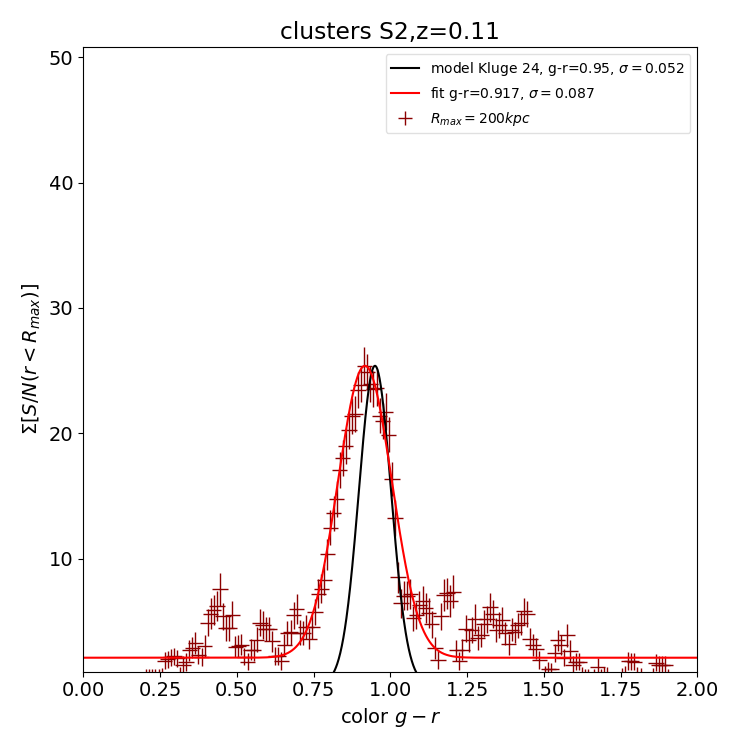 clusters S2,z=0.11
model Kluge 24, g-r=0.95, σ = 0.052
fit g-r=0.917, σ = 0.087
R_max = 200kpc
Σ[S/N(r < R_max)]
50
40
30
20
10
0.00 0.25 0.50 0.75 1.00 1.25 1.50 1.75 2.00
color g − r